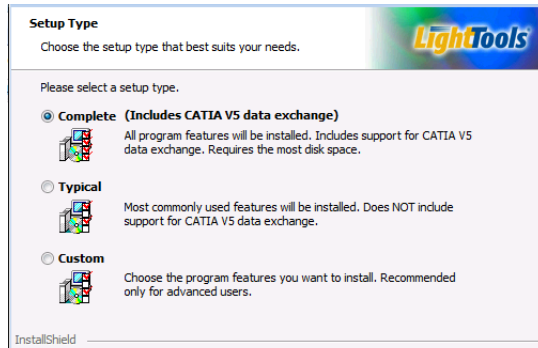 Setup Type
Choose the setup type that best suits your needs.
LightTools
Please select a setup type.
Complete (Includes CATIA V5 data exchange)
All program features will be installed. Includes support for CATIA V5
data exchange. Requires the most disk space.
Typical
Most commonly used features will be installed. Does NOT include
support for CATIA V5 data exchange.
Custom
Choose the program features you want to install. Recommended
only for advanced users.
InstallShield